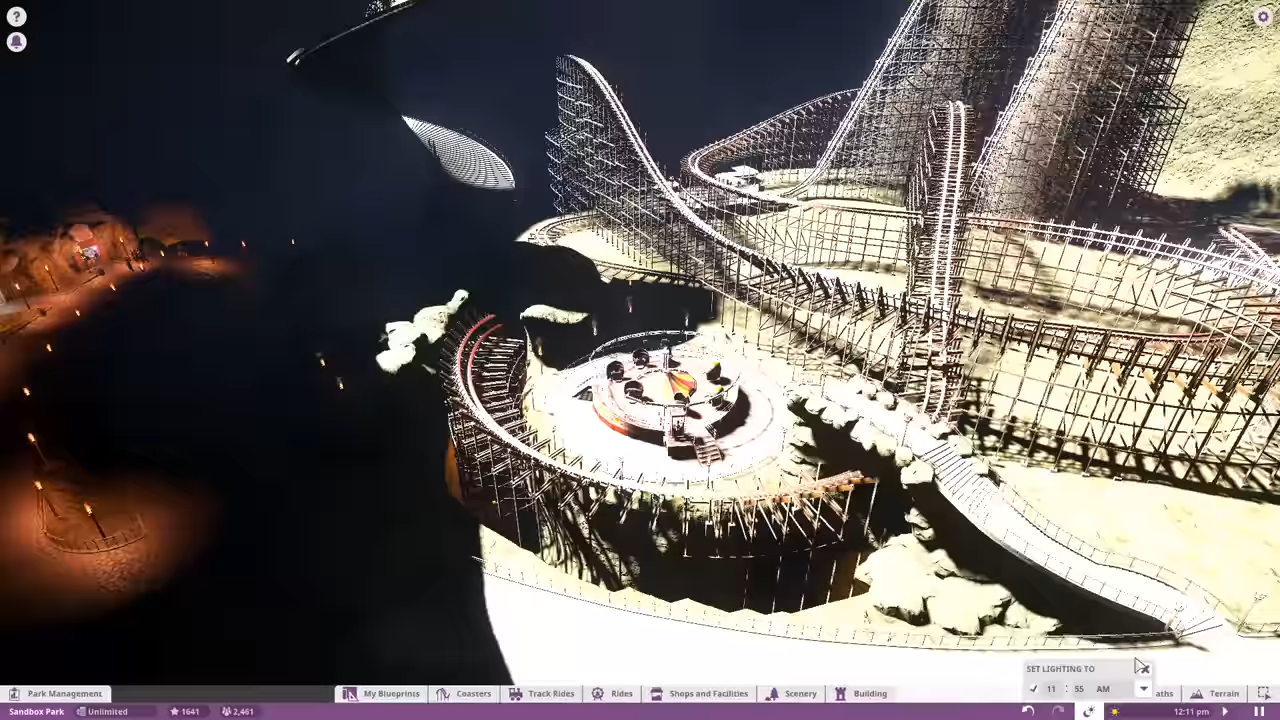 ?
SET LIGHTING TO
11 : 55 AM
Park Management
My Blueprints
Coasters
Track Rides
Rides
Shops and Facilities
Scenery
Building
aths
Terrain
Sandbox Park
Unlimited
1641
2,461
12:11 pm